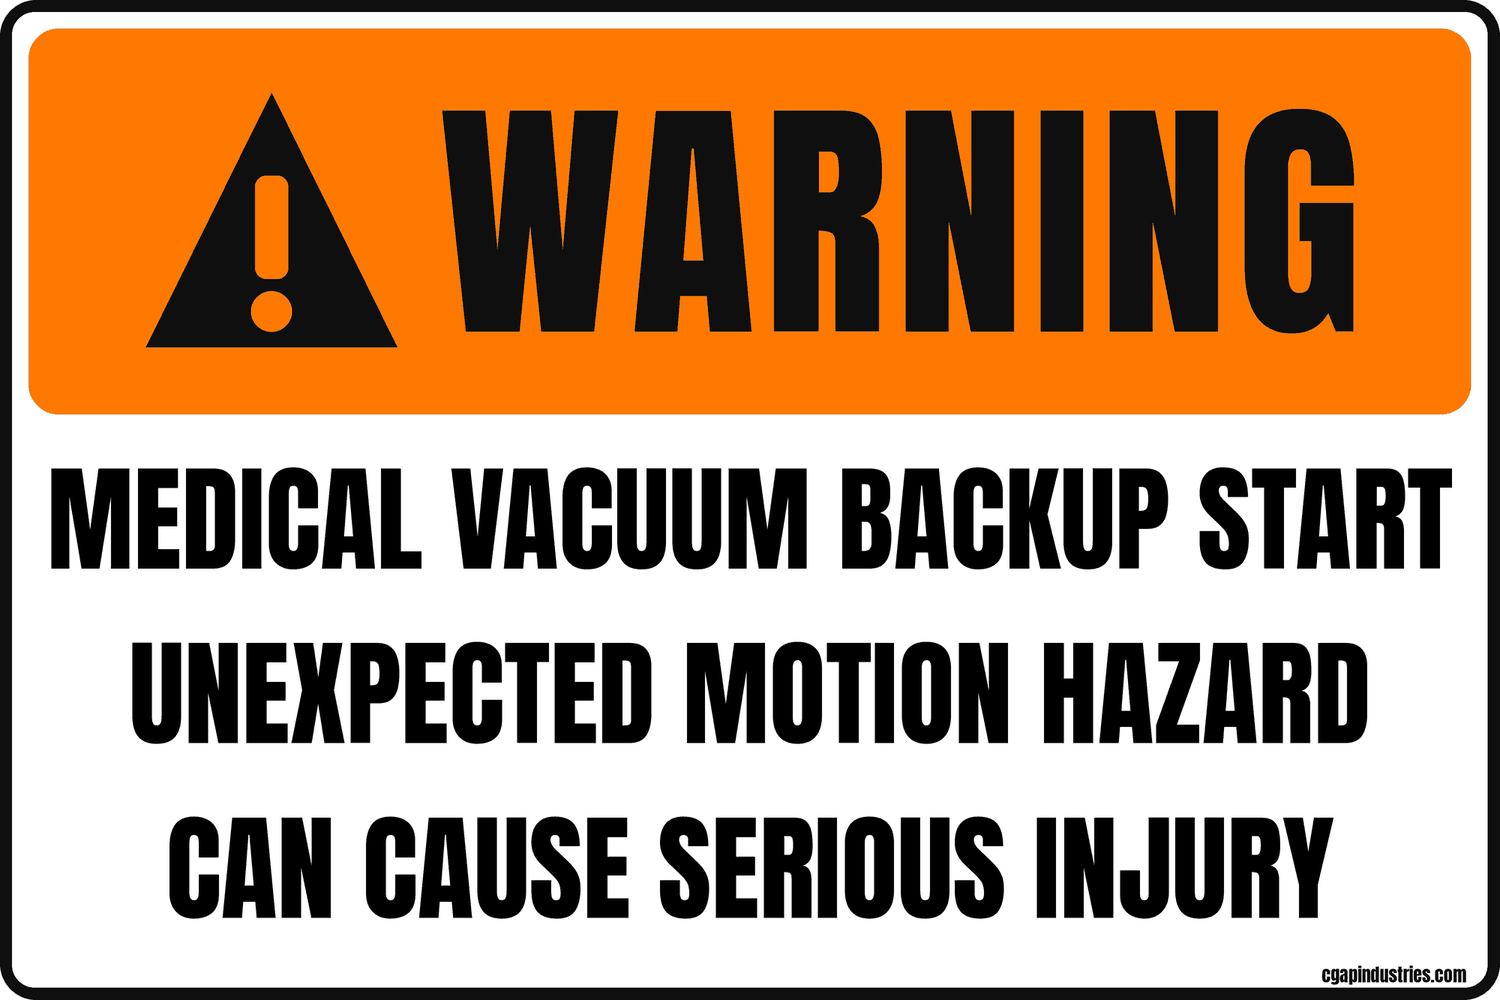 WARNING
MEDICAL VACUUM BACKUP START
UNEXPECTED MOTION HAZARD
CAN CAUSE SERIOUS INJURY
cgapindustries.com